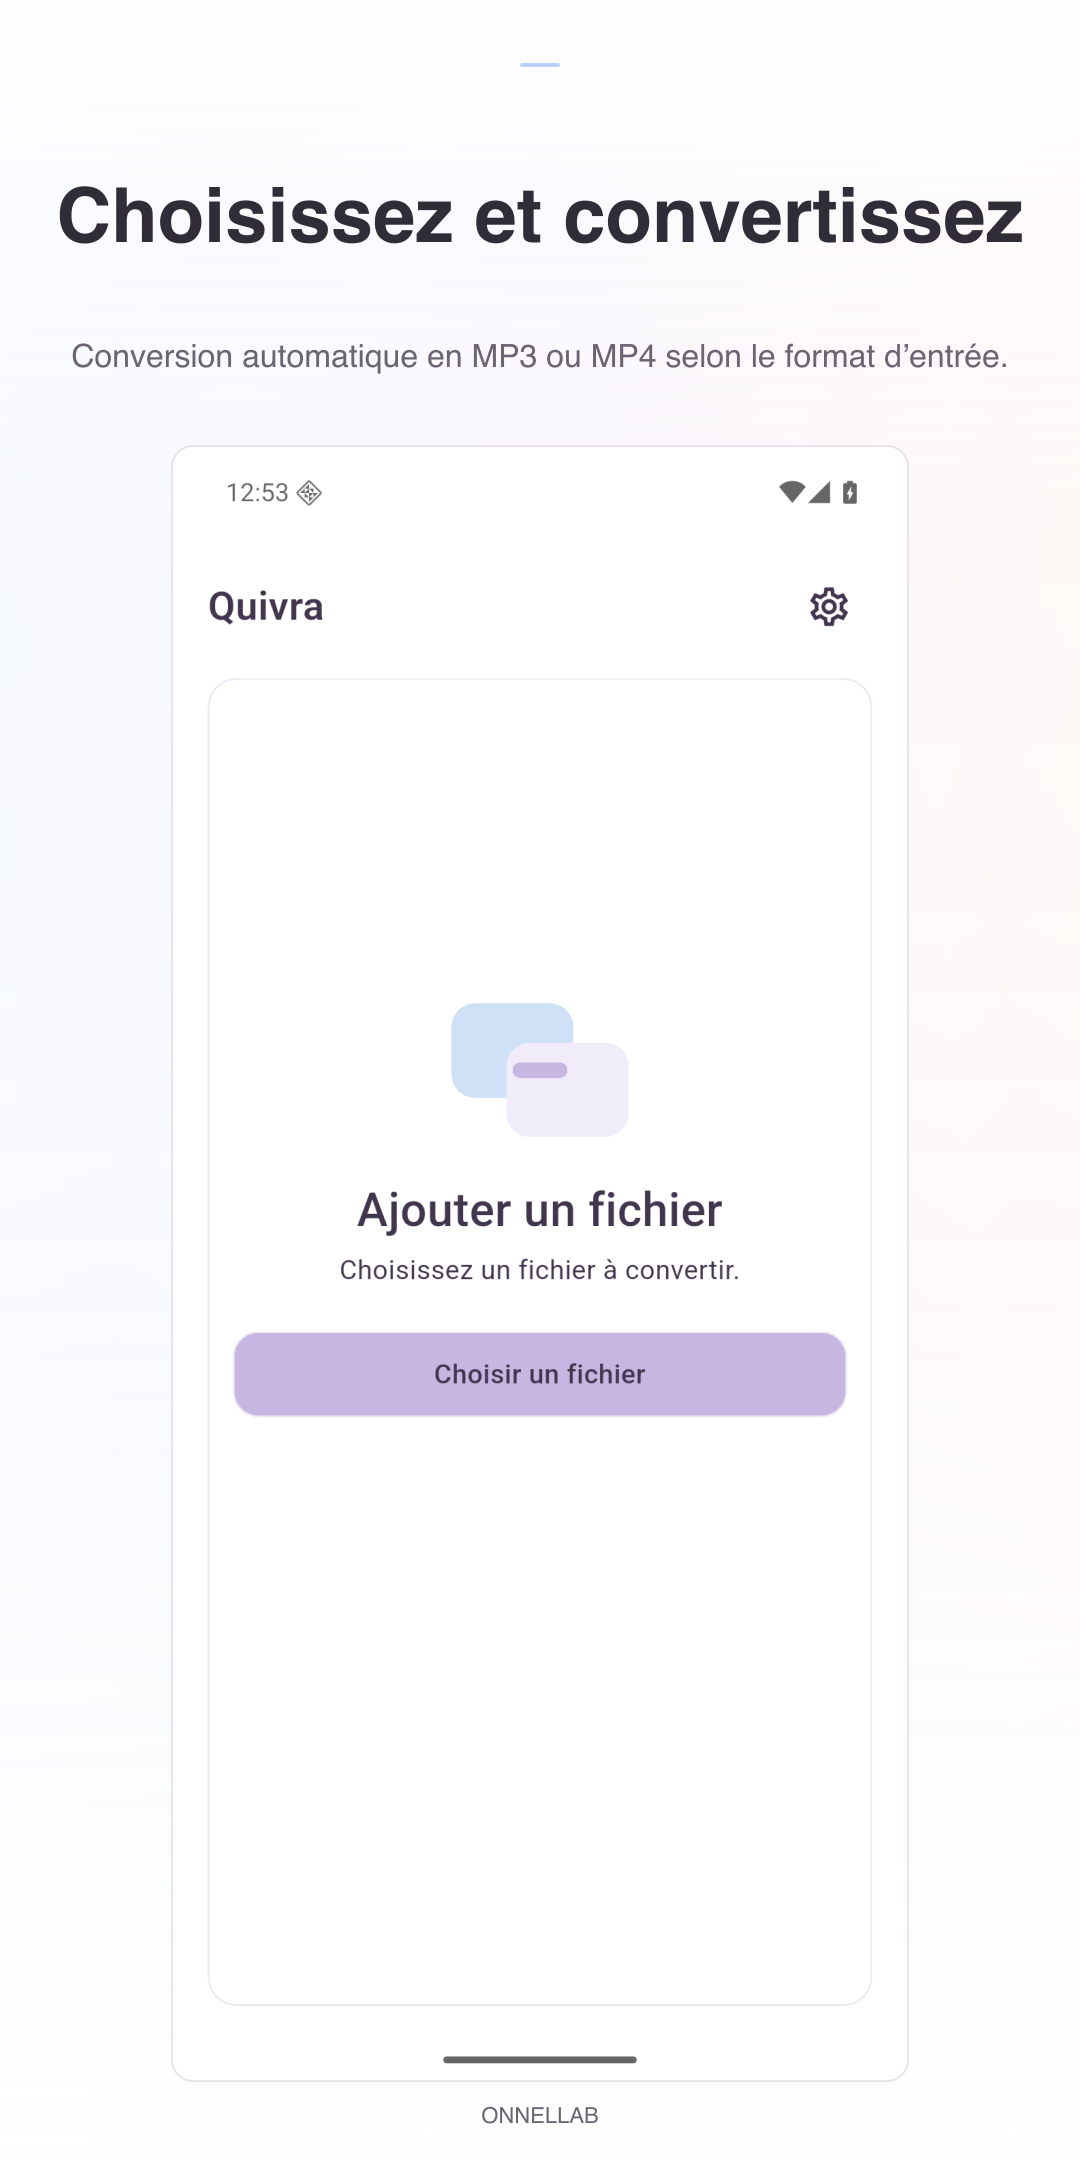 Choisissez et convertissez
Conversion automatique en MP3 ou MP4 selon le format d’entrée.
12:53
Quivra
Ajouter un fichier
Choisissez un fichier à convertir.
Choisir un fichier
ONNELLAB